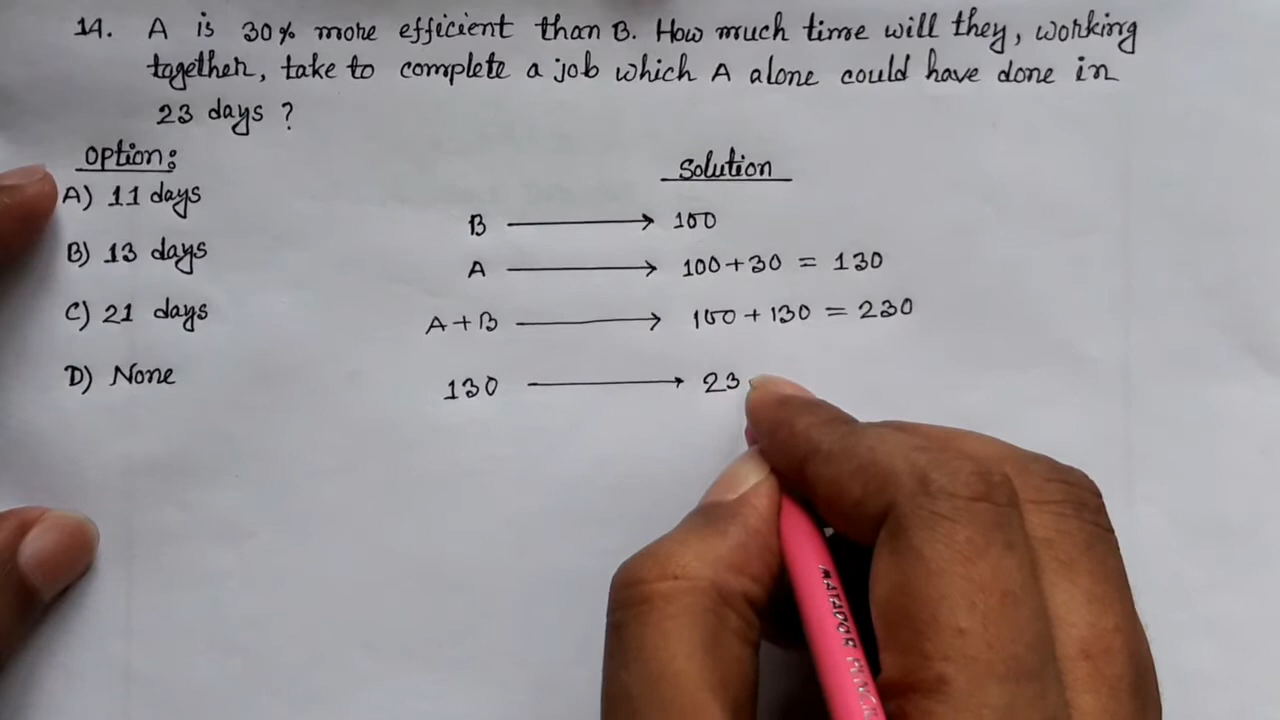 14. A is 30% more efficient than B. How much time will they, working
together, take to complete a job which A alone could have done in
23 days ?
Option:
A) 11 days
B) 13 days
C) 21 days
D) None
Solution
B → 100
A → 100+30 = 130
A+B → 100+130 = 230
130 → 23
MATADOR